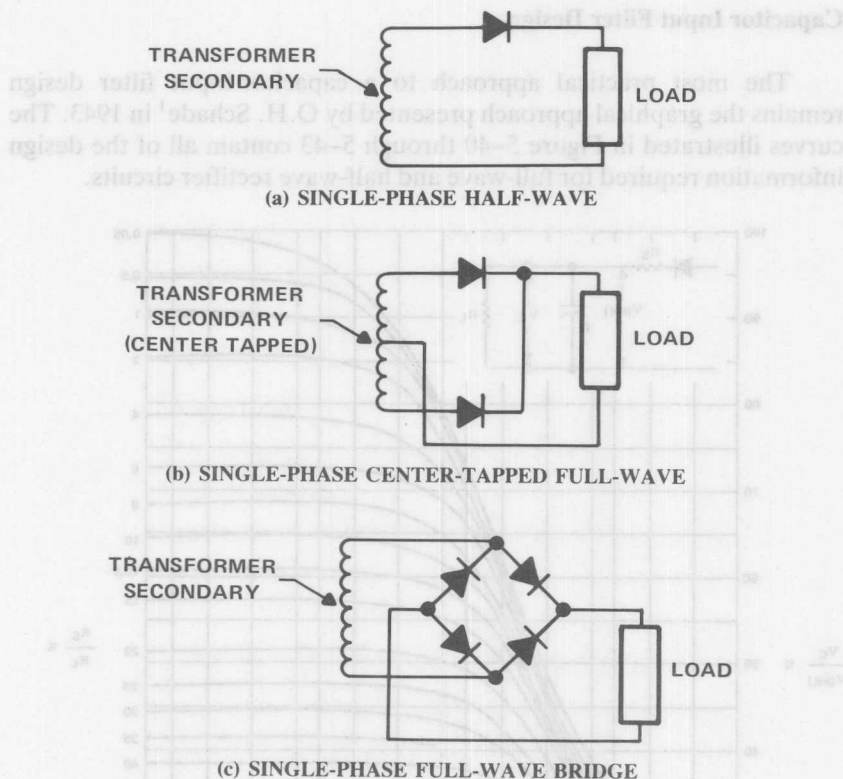 Capacitor Input Filter Design
The most practical approach to a capacitor-input filter design
remains the graphical approach presented by O.H. Schade¹ in 1943. The
curves illustrated in Figure 5–40 through 5–43 contain all of the design
information required for full-wave and half-wave rectifier circuits.
TRANSFORMER
SECONDARY
LOAD
(a) SINGLE-PHASE HALF-WAVE
TRANSFORMER
SECONDARY
(CENTER TAPPED)
LOAD
(b) SINGLE-PHASE CENTER-TAPPED FULL-WAVE
TRANSFORMER
SECONDARY
LOAD
(c) SINGLE-PHASE FULL-WAVE BRIDGE